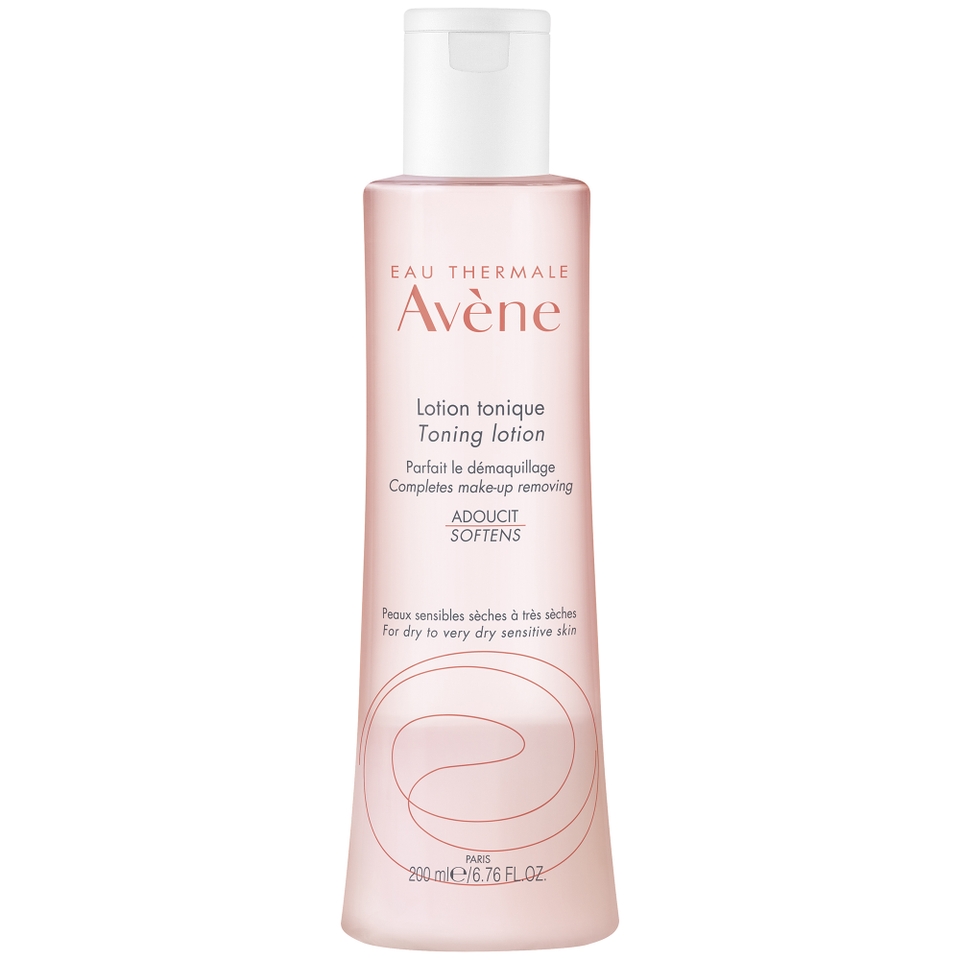 EAU THERMALE
Avène
Lotion tonique
Toning lotion
Parfait le démaquillage
Completes make-up removing
ADOUCIT
SOFTENS
Peaux sensibles sèches à très sèches
For dry to very dry sensitive skin
PARIS
200 ml℮/6.76 FL.OZ.